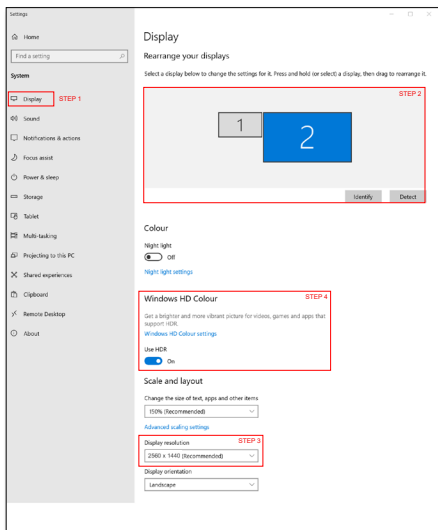 Settings
Home
Find a setting
System
Display STEP 1
Sound
Notifications & actions
Focus assist
Power & sleep
Storage
Tablet
Multi-tasking
Projecting to this PC
Shared experiences
Clipboard
Remote Desktop
About
Display
Rearrange your displays
Select a display below to change the settings for it. Press and hold (or select) a display, then drag to rearrange it.
STEP 2
1
2
Identify Detect
Colour
Night light
Off
Night light settings
Windows HD Colour STEP 4
Get a brighter and more vibrant picture for videos, games and apps that
support HDR.
Windows HD Colour settings
Use HDR
On
Scale and layout
Change the size of text, apps and other items
150% (Recommended)
Advanced scaling settings
Display resolution STEP 3
2560 x 1440 (Recommended)
Display orientation
Landscape